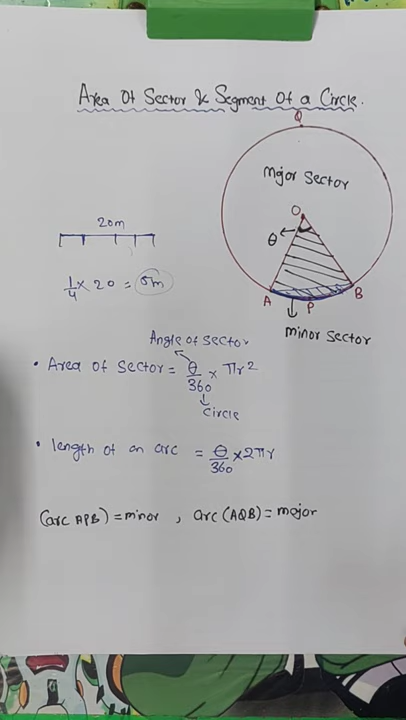 Area Of Sector & Segment Of a Circle.
Q
Major Sector
O
θ
A
P
B
minor sector
20m
1/4 × 20 = 5m
Angle of sector
• Area of sector = θ/360 × πr²
Circle
• length of an arc = θ/360 × 2πr
(arc APB) = minor , arc (AQB) = major